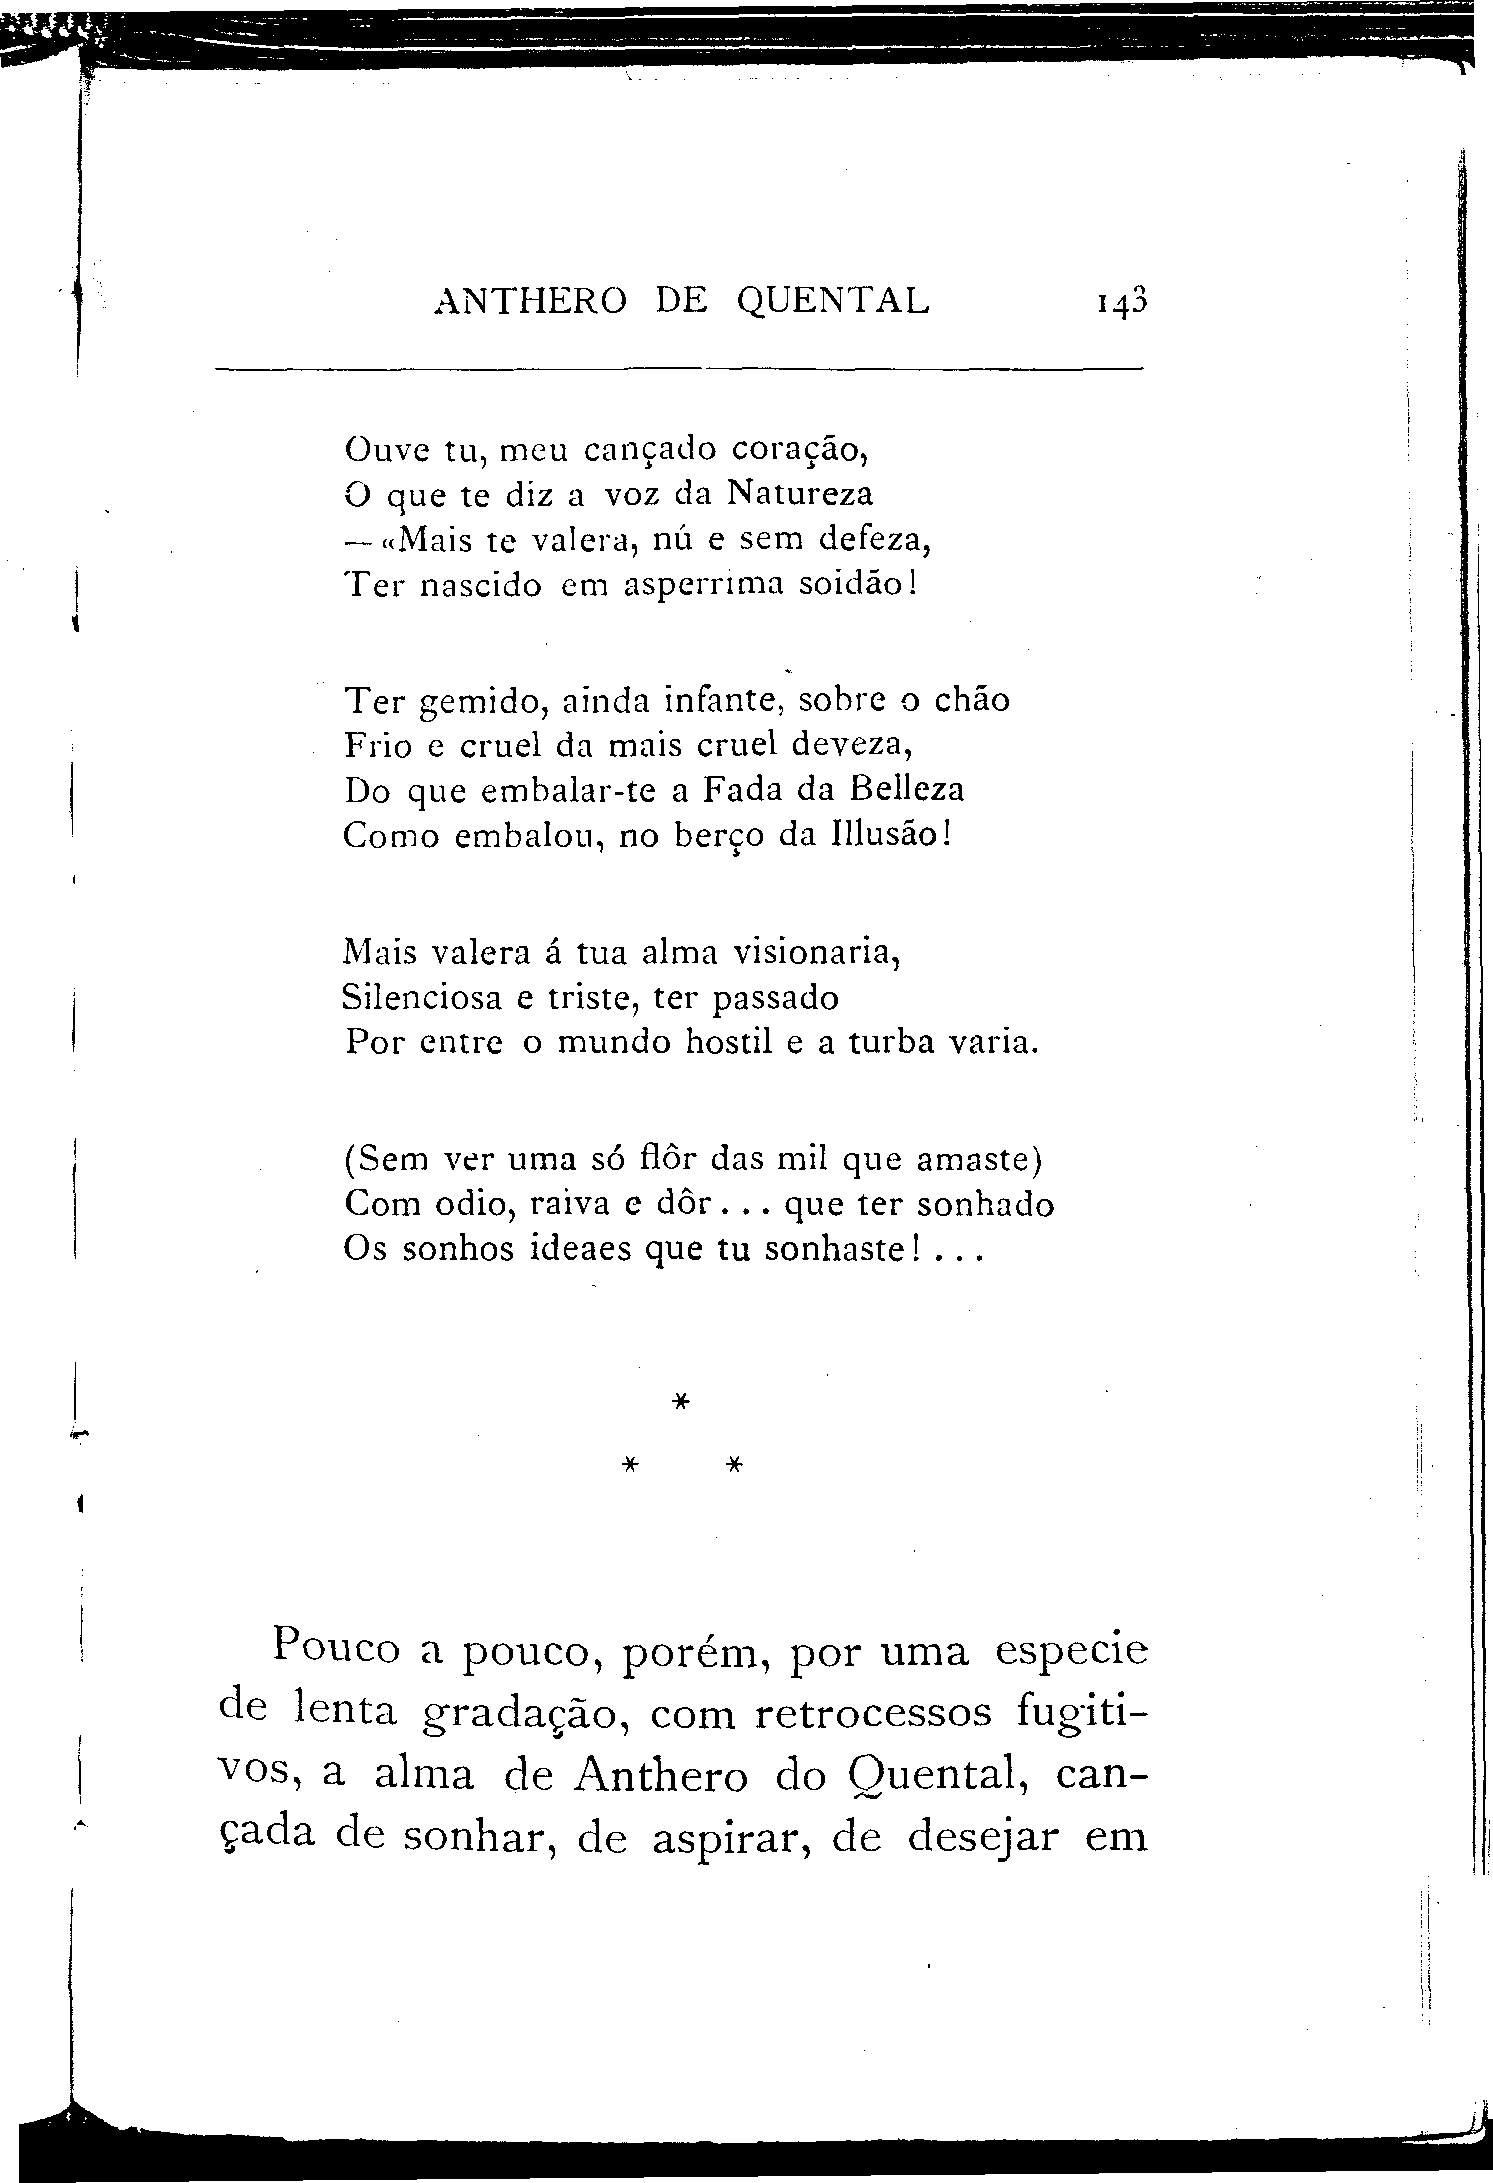 ANTHERO DE QUENTAL 143
Ouve tu, meu cançado coração,
O que te diz a voz da Natureza
— «Mais te valera, nú e sem defeza,
Ter nascido em asperrima soidão!
Ter gemido, ainda infante, sobre o chão
Frio e cruel da mais cruel deveza,
Do que embalar-te a Fada da Belleza
Como embalou, no berço da Illusão!
Mais valera á tua alma visionaria,
Silenciosa e triste, ter passado
Por entre o mundo hostil e a turba varia.
(Sem ver uma só flôr das mil que amaste)
Com odio, raiva e dôr... que ter sonhado
Os sonhos ideaes que tu sonhaste!...
*
* *
Pouco a pouco, porém, por uma especie
de lenta gradação, com retrocessos fugiti-
vos, a alma de Anthero do Quental, can-
çada de sonhar, de aspirar, de desejar em